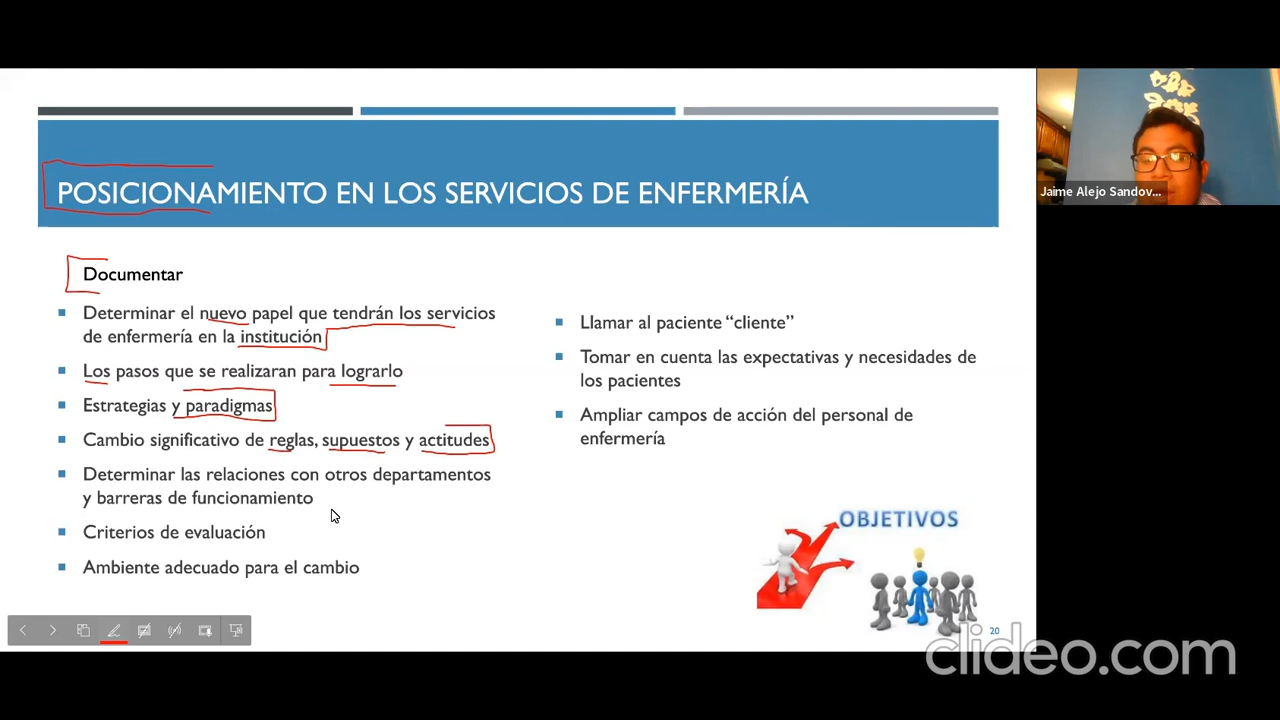 POSICIONAMIENTO EN LOS SERVICIOS DE ENFERMERÍA
Documentar
Determinar el nuevo papel que tendrán los servicios
de enfermería en la institución
Los pasos que se realizaran para lograrlo
Estrategias y paradigmas
Cambio significativo de reglas, supuestos y actitudes
Determinar las relaciones con otros departamentos
y barreras de funcionamiento
Criterios de evaluación
Ambiente adecuado para el cambio
Llamar al paciente “cliente”
Tomar en cuenta las expectativas y necesidades de
los pacientes
Ampliar campos de acción del personal de
enfermería
OBJETIVOS
20
Jaime Alejo Sandov...
clideo.com